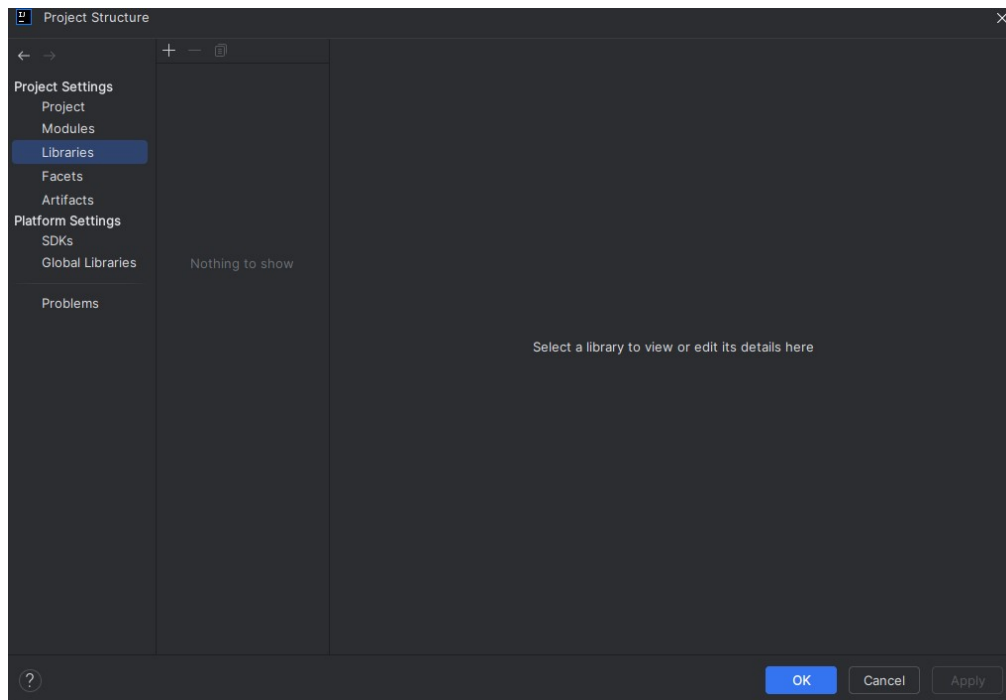 Project Structure
Project Settings
Project
Modules
Libraries
Facets
Artifacts
Platform Settings
SDKs
Global Libraries
Problems
Nothing to show
Select a library to view or edit its details here
?
OK
Cancel
Apply